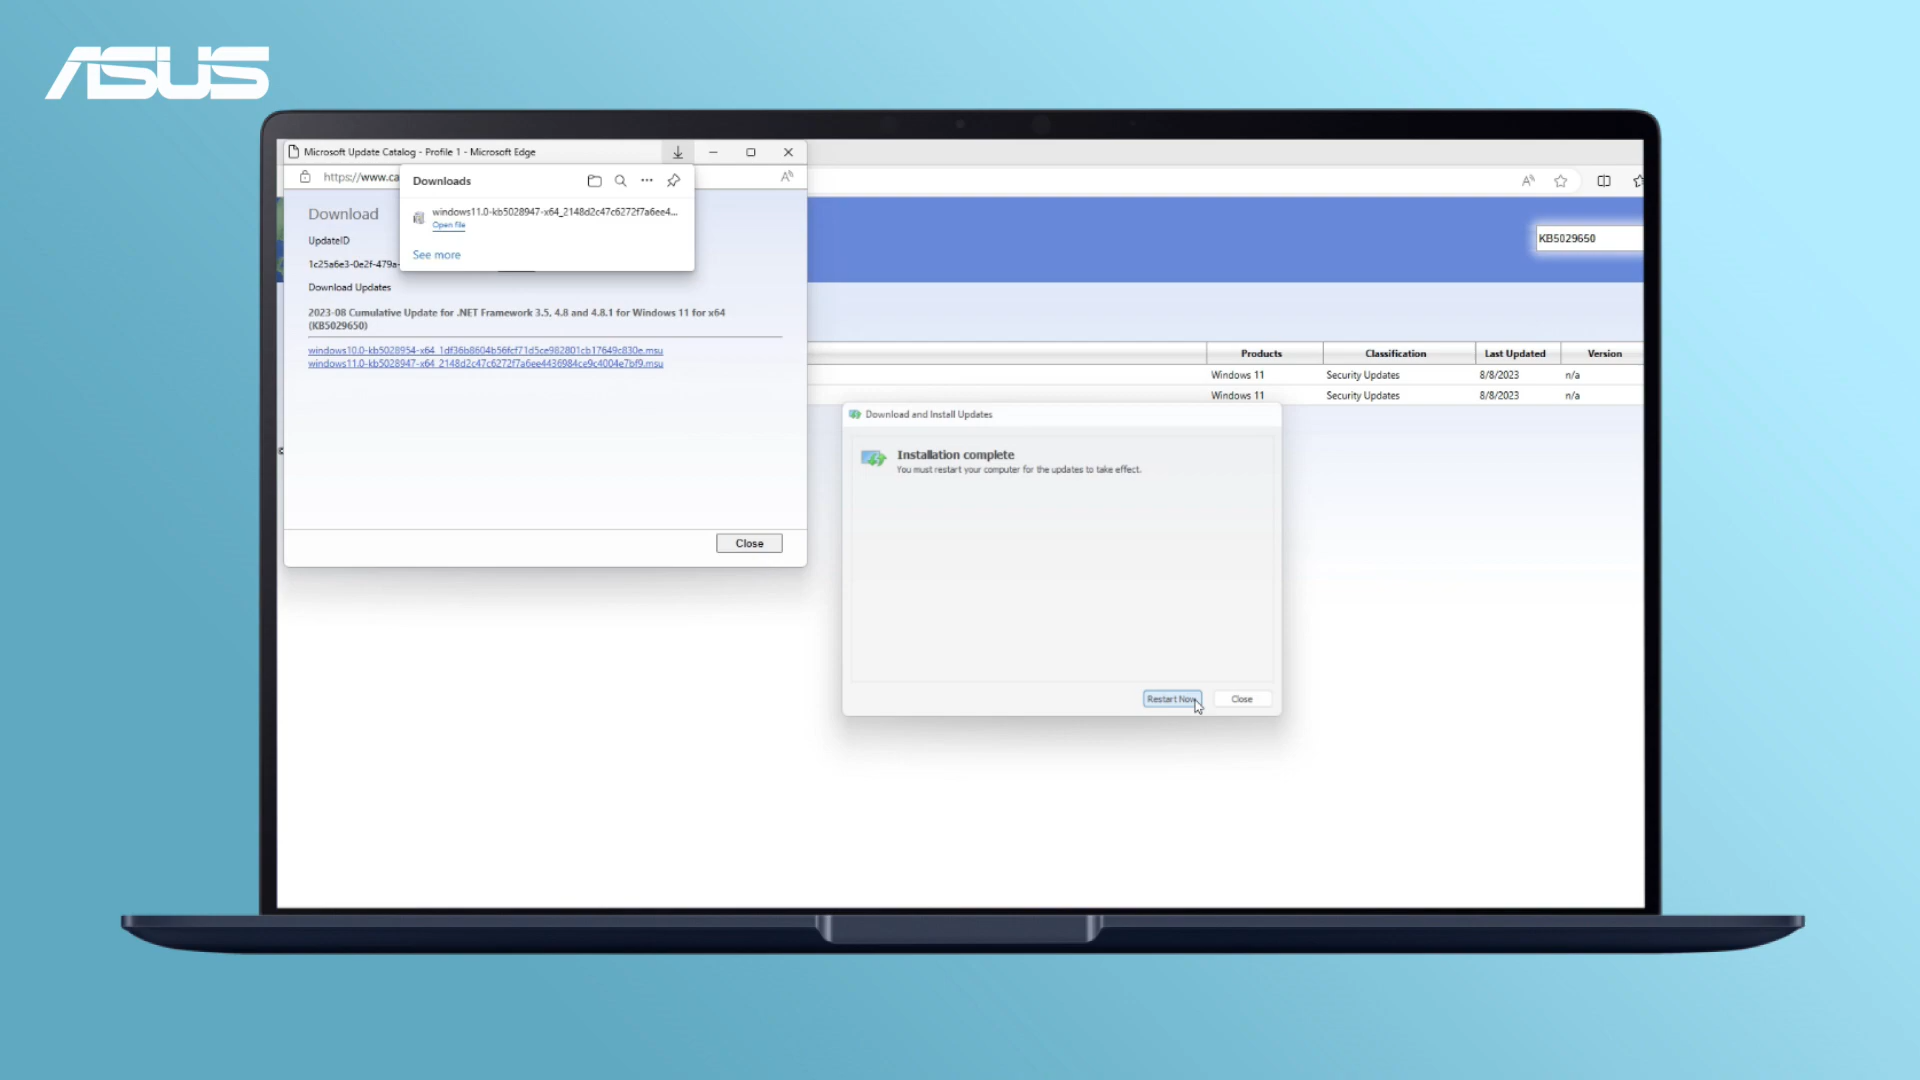 ASUS
Microsoft Update Catalog - Profile 1 - Microsoft Edge
https://www.ca
Downloads
windows11.0-kb5028947-x64_2148d2c47c6272f7a6ee4...
Open file
See more
Download
UpdateID
1c25a6e3-0e2f-479a-
Download Updates
2023-08 Cumulative Update for .NET Framework 3.5, 4.8 and 4.8.1 for Windows 11 for x64
(KB5029650)
windows10.0-kb5028954-x64_1df36b8604b56fcf71d5ce982801cb17649c830e.msu
windows11.0-kb5028947-x64_2148d2c47c6272f7a6ee4436984ce9c4004e7bf9.msu
Close
KB5029650
Products Classification Last Updated Version
Windows 11 Security Updates 8/8/2023 n/a
Windows 11 Security Updates 8/8/2023 n/a
Download and Install Updates
Installation complete
You must restart your computer for the updates to take effect.
Restart Now Close